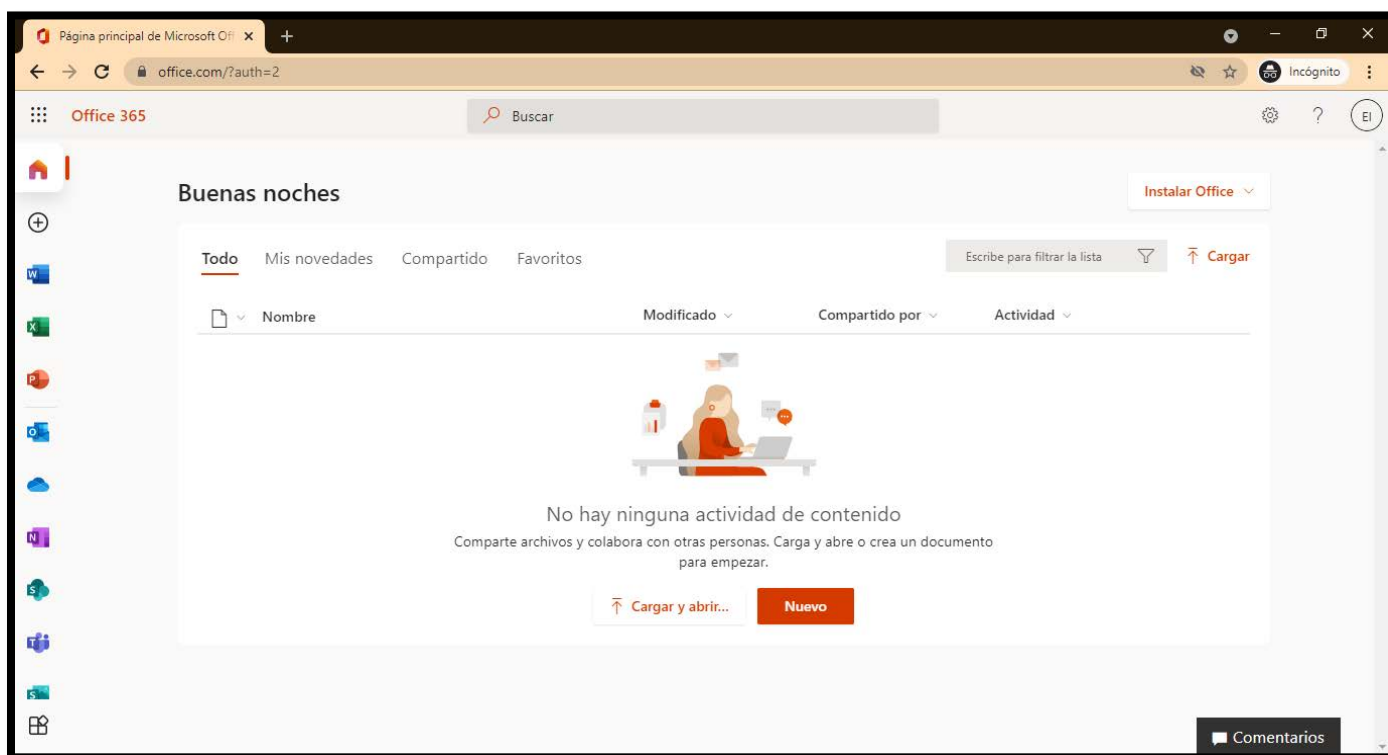 Página principal de Microsoft Off
office.com/?auth=2
Incógnito
Office 365
Buscar
EI
Buenas noches
Instalar Office
Todo Mis novedades Compartido Favoritos
Escribe para filtrar la lista
Cargar
Nombre Modificado Compartido por Actividad
No hay ninguna actividad de contenido
Comparte archivos y colabora con otras personas. Carga y abre o crea un documento
para empezar.
Cargar y abrir...
Nuevo
Comentarios